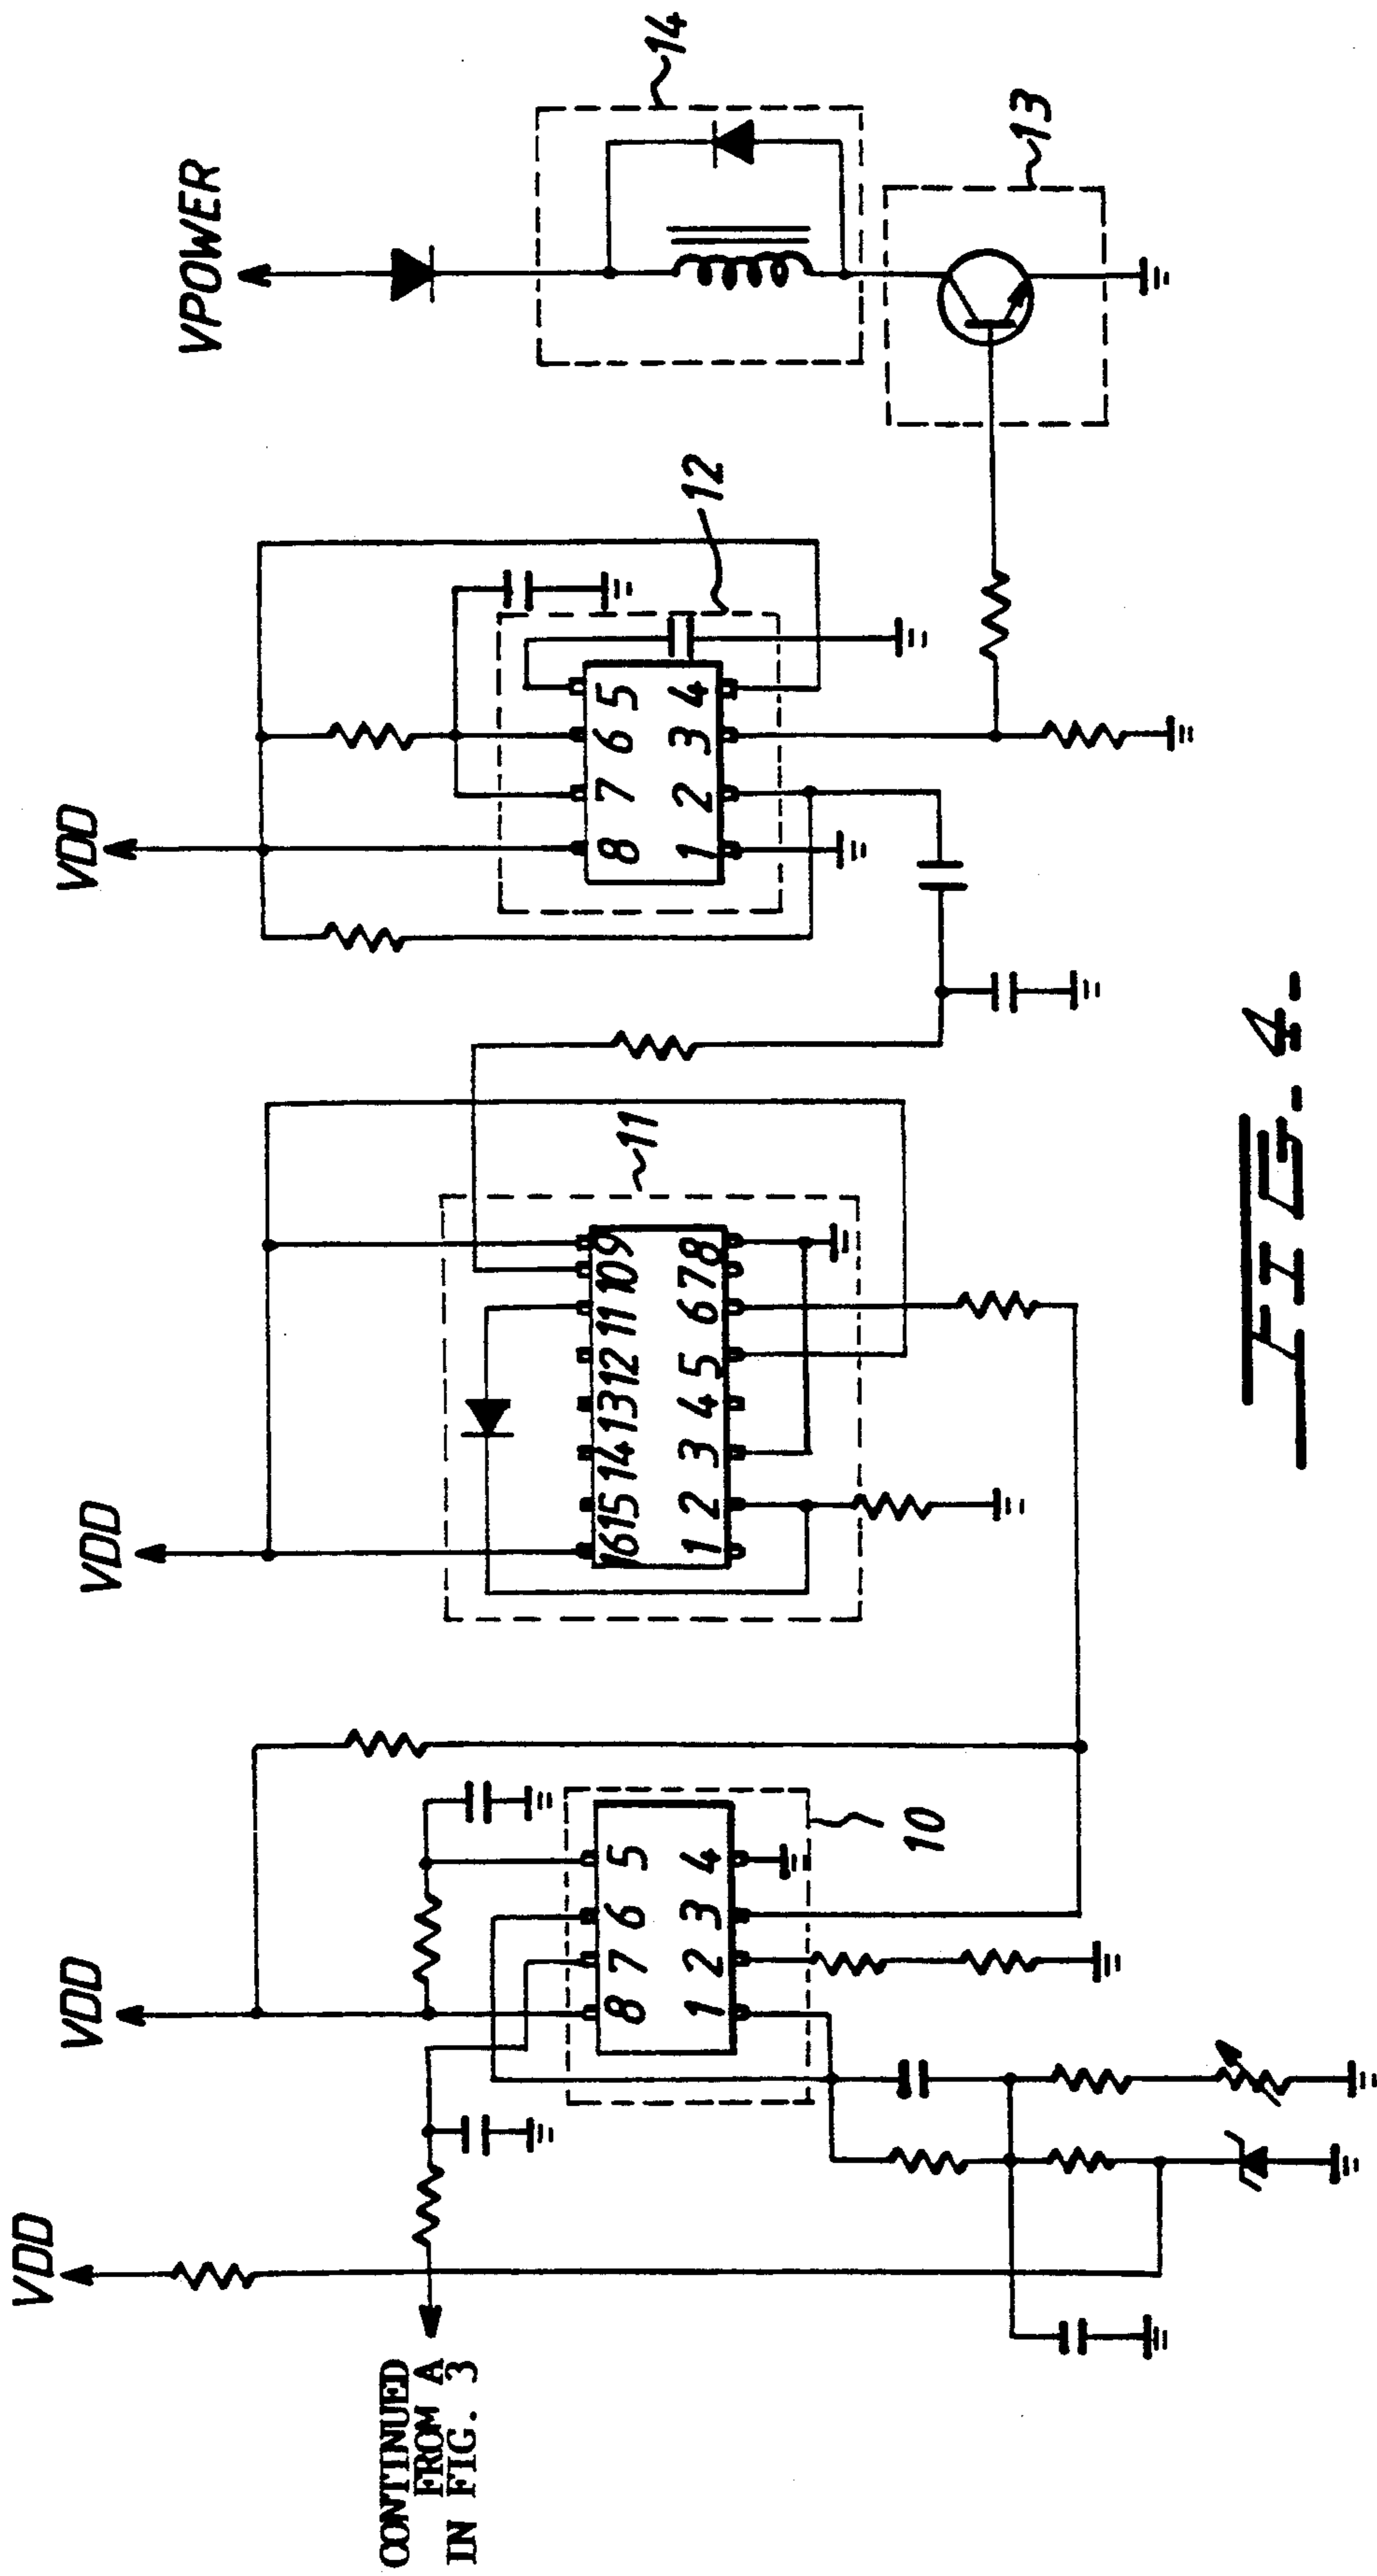 VPOWER
14
13
VDD
12
5
6
7
8
4
3
2
1
VDD
11
16 15 14 13 12 11 10 9
1 2 3 4 5 6 7 8
VDD
10
8 7 6 5
1 2 3 4
VDD
CONTINUED
FROM A
IN FIG. 3
FIG. 4.